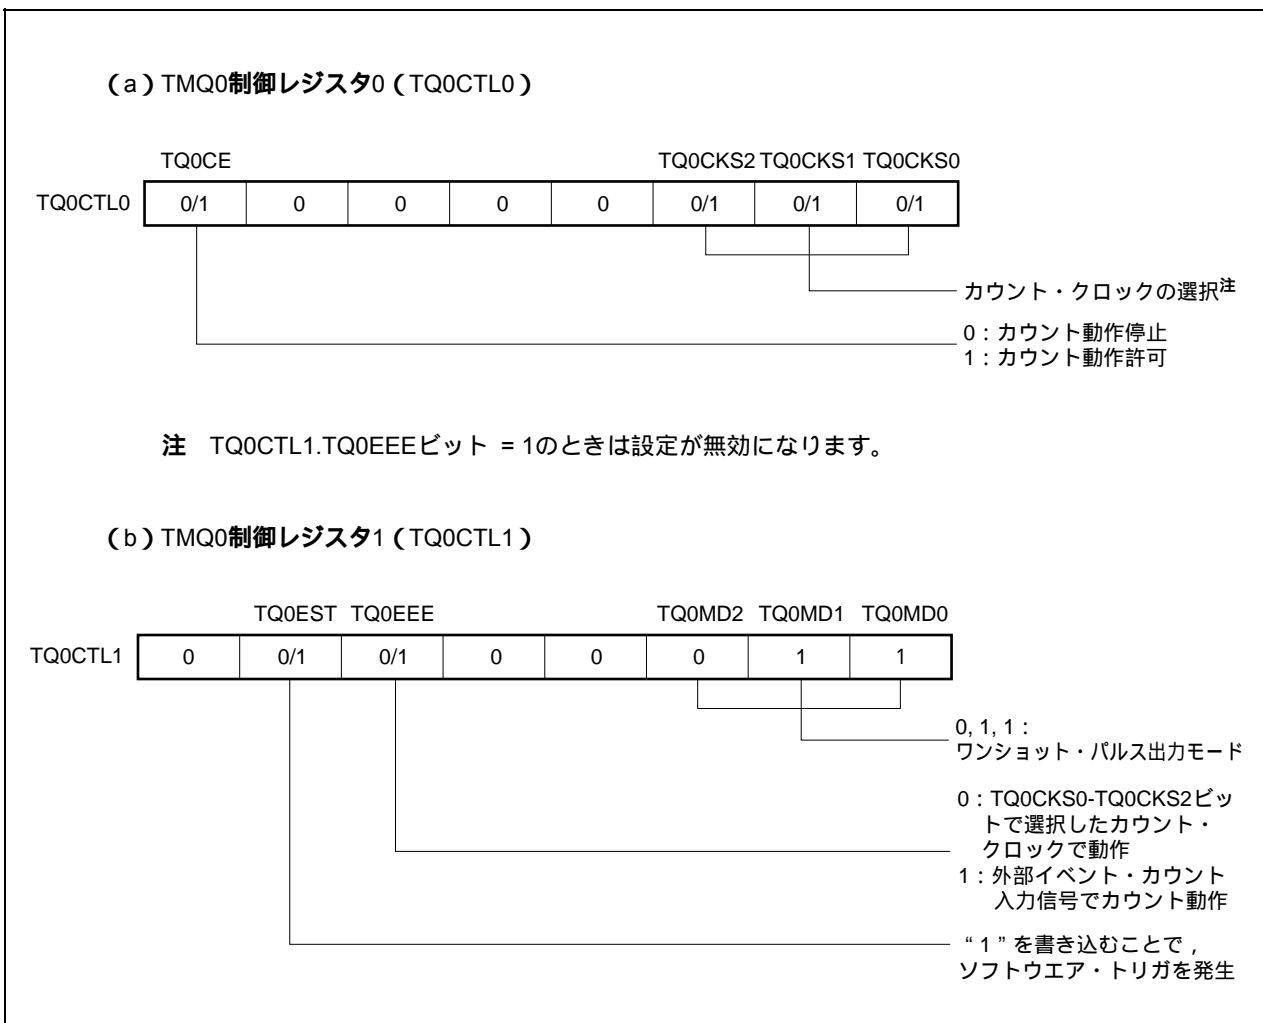 （a）TMQ0制御レジスタ0（TQ0CTL0）
TQ0CE TQ0CKS2 TQ0CKS1 TQ0CKS0
TQ0CTL0 0/1 0 0 0 0 0/1 0/1 0/1
カウント・クロックの選択注
0：カウント動作停止
1：カウント動作許可
注 TQ0CTL1.TQ0EEEビット = 1のときは設定が無効になります。
（b）TMQ0制御レジスタ1（TQ0CTL1）
TQ0EST TQ0EEE TQ0MD2 TQ0MD1 TQ0MD0
TQ0CTL1 0 0/1 0/1 0 0 0 1 1
0, 1, 1：
ワンショット・パルス出力モード
0：TQ0CKS0-TQ0CKS2ビッ
トで選択したカウント・
クロックで動作
1：外部イベント・カウント
入力信号でカウント動作
“1”を書き込むことで，
ソフトウエア・トリガを発生